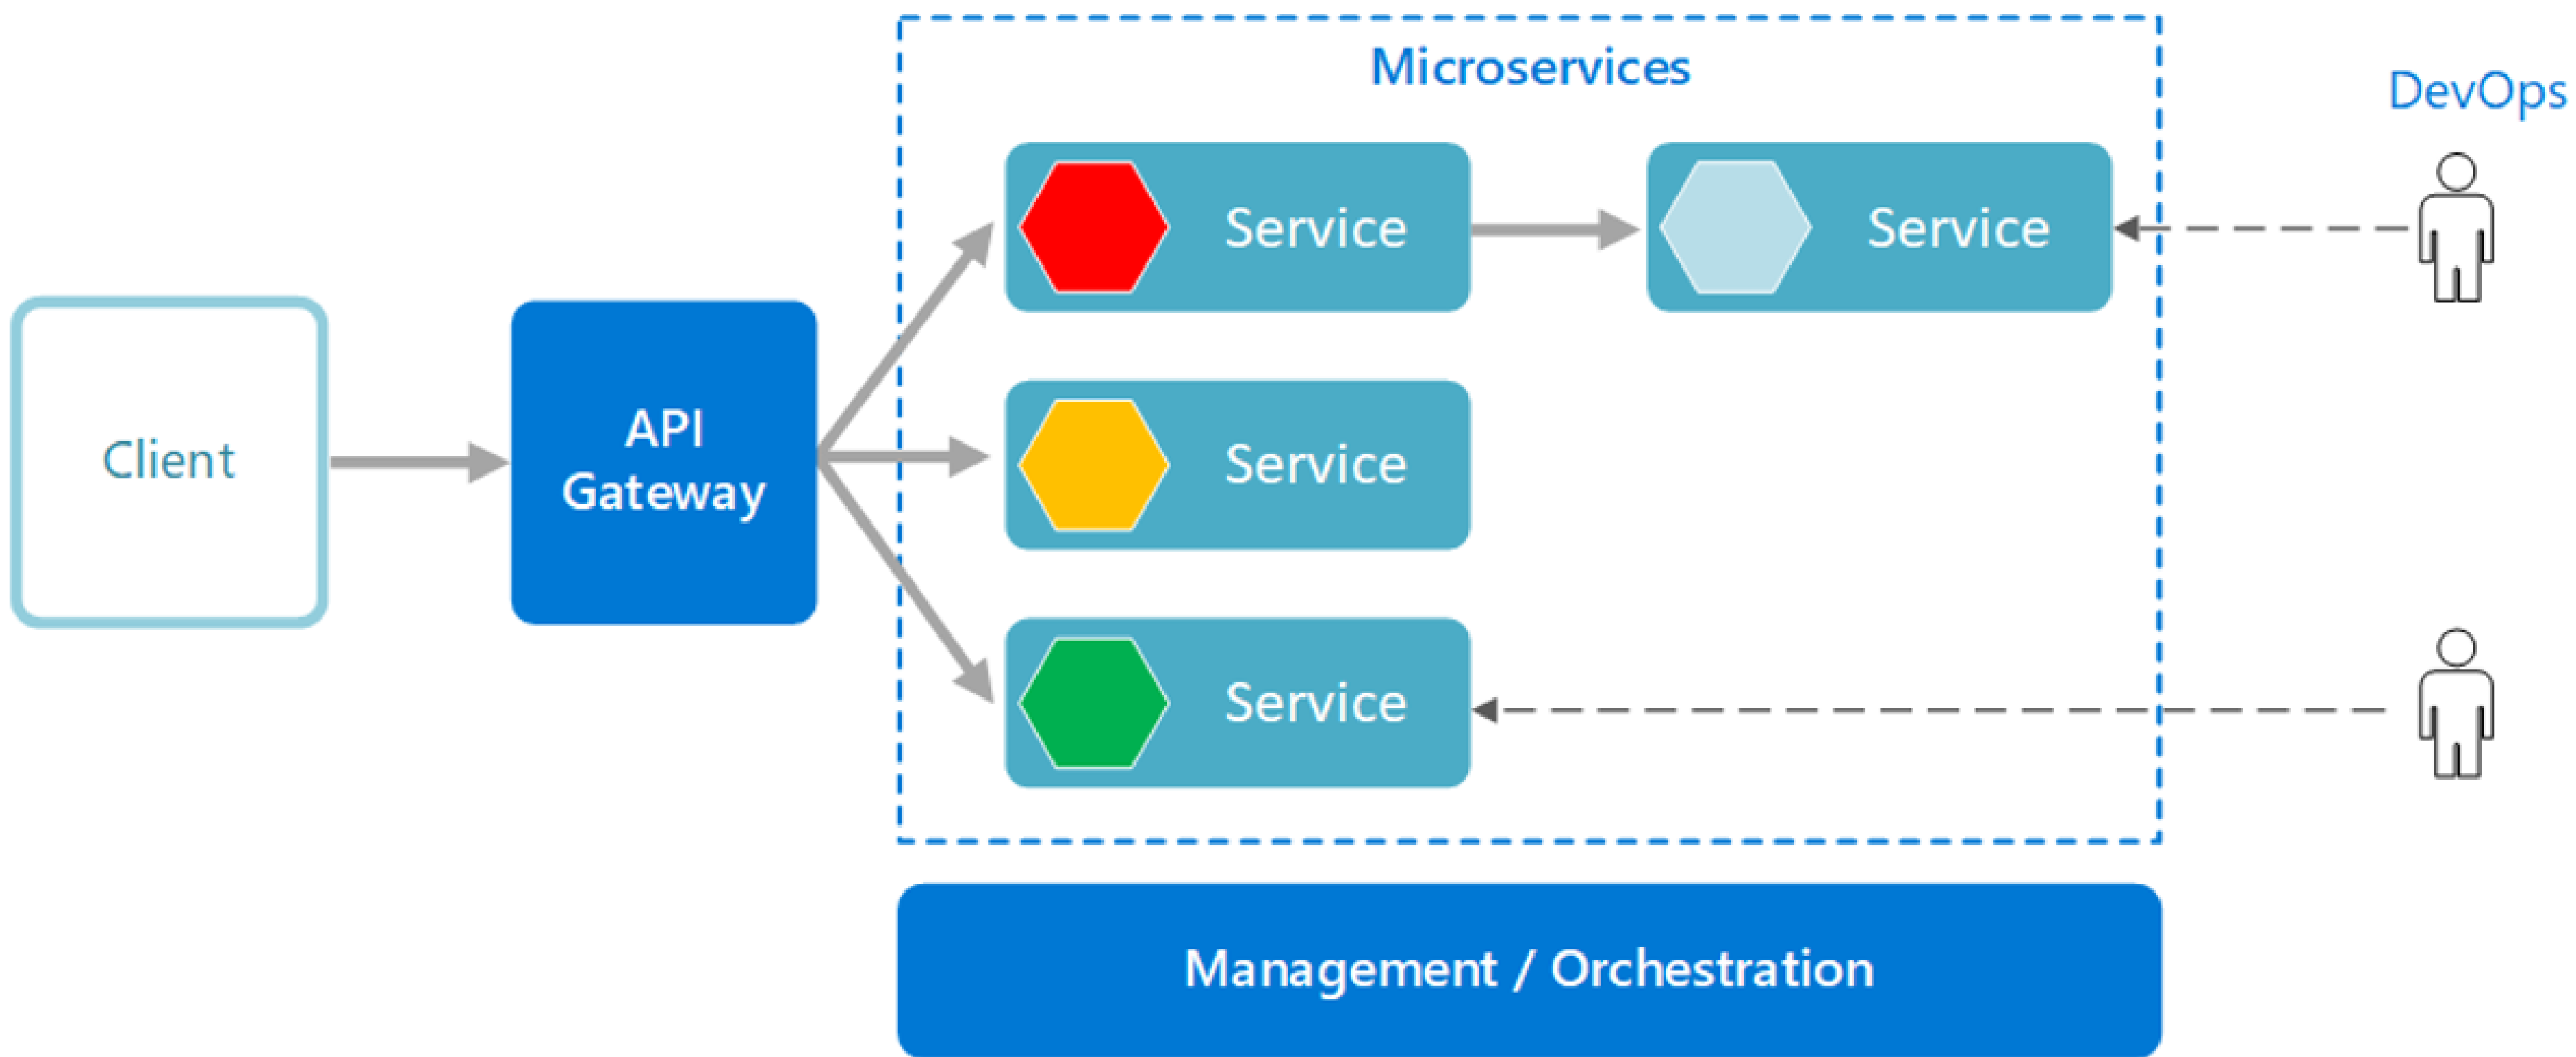 Microservices
DevOps
Service
Service
Client
API
Gateway
Service
Service
Management / Orchestration